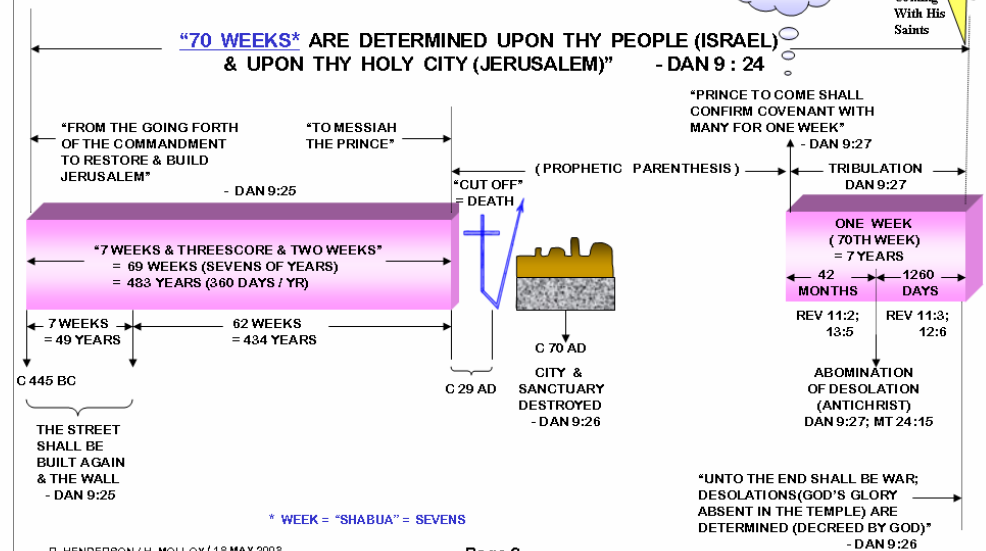 With His
Saints
“70 WEEKS* ARE DETERMINED UPON THY PEOPLE (ISRAEL)
& UPON THY HOLY CITY (JERUSALEM)” - DAN 9 : 24
“PRINCE TO COME SHALL
CONFIRM COVENANT WITH
MANY FOR ONE WEEK”
- DAN 9:27
“FROM THE GOING FORTH
OF THE COMMANDMENT
TO RESTORE & BUILD
JERUSALEM”
- DAN 9:25
“TO MESSIAH
THE PRINCE”
( PROPHETIC PARENTHESIS )
TRIBULATION
DAN 9:27
“CUT OFF”
= DEATH
“7 WEEKS & THREESCORE & TWO WEEKS”
= 69 WEEKS (SEVENS OF YEARS)
= 483 YEARS (360 DAYS / YR)
ONE WEEK
( 70TH WEEK)
= 7 YEARS
42
MONTHS
1260
DAYS
7 WEEKS
= 49 YEARS
62 WEEKS
= 434 YEARS
REV 11:2;
13:5
REV 11:3;
12:6
C 445 BC
C 29 AD
C 70 AD
CITY &
SANCTUARY
DESTROYED
- DAN 9:26
ABOMINATION
OF DESOLATION
(ANTICHRIST)
DAN 9:27; MT 24:15
THE STREET
SHALL BE
BUILT AGAIN
& THE WALL
- DAN 9:25
“UNTO THE END SHALL BE WAR;
DESOLATIONS(GOD’S GLORY
ABSENT IN THE TEMPLE) ARE
DETERMINED (DECREED BY GOD)”
- DAN 9:26
* WEEK = “SHABUA” = SEVENS
HENDERSON / H. MOLLOY / 18 MAY
Page